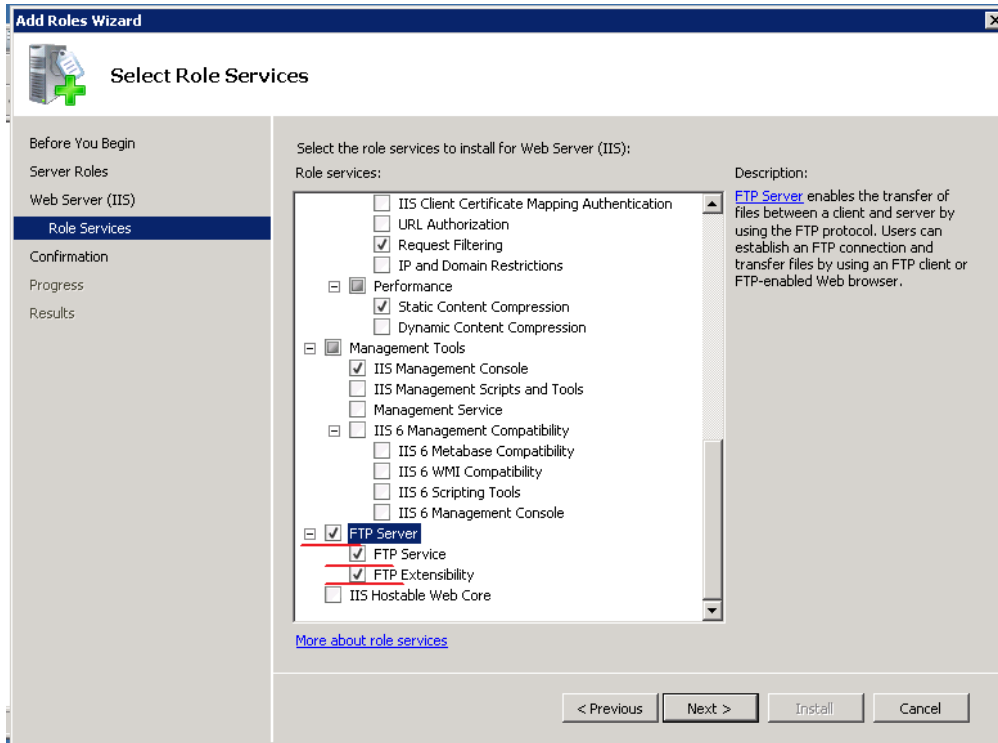 Add Roles Wizard
Select Role Services
Before You Begin
Server Roles
Web Server (IIS)
Role Services
Confirmation
Progress
Results
Select the role services to install for Web Server (IIS):
Role services:
IIS Client Certificate Mapping Authentication
URL Authorization
Request Filtering
IP and Domain Restrictions
Performance
Static Content Compression
Dynamic Content Compression
Management Tools
IIS Management Console
IIS Management Scripts and Tools
Management Service
IIS 6 Management Compatibility
IIS 6 Metabase Compatibility
IIS 6 WMI Compatibility
IIS 6 Scripting Tools
IIS 6 Management Console
FTP Server
FTP Service
FTP Extensibility
IIS Hostable Web Core
More about role services
Description:
FTP Server enables the transfer of
files between a client and server by
using the FTP protocol. Users can
establish an FTP connection and
transfer files by using an FTP client or
FTP-enabled Web browser.
< Previous
Next >
Install
Cancel